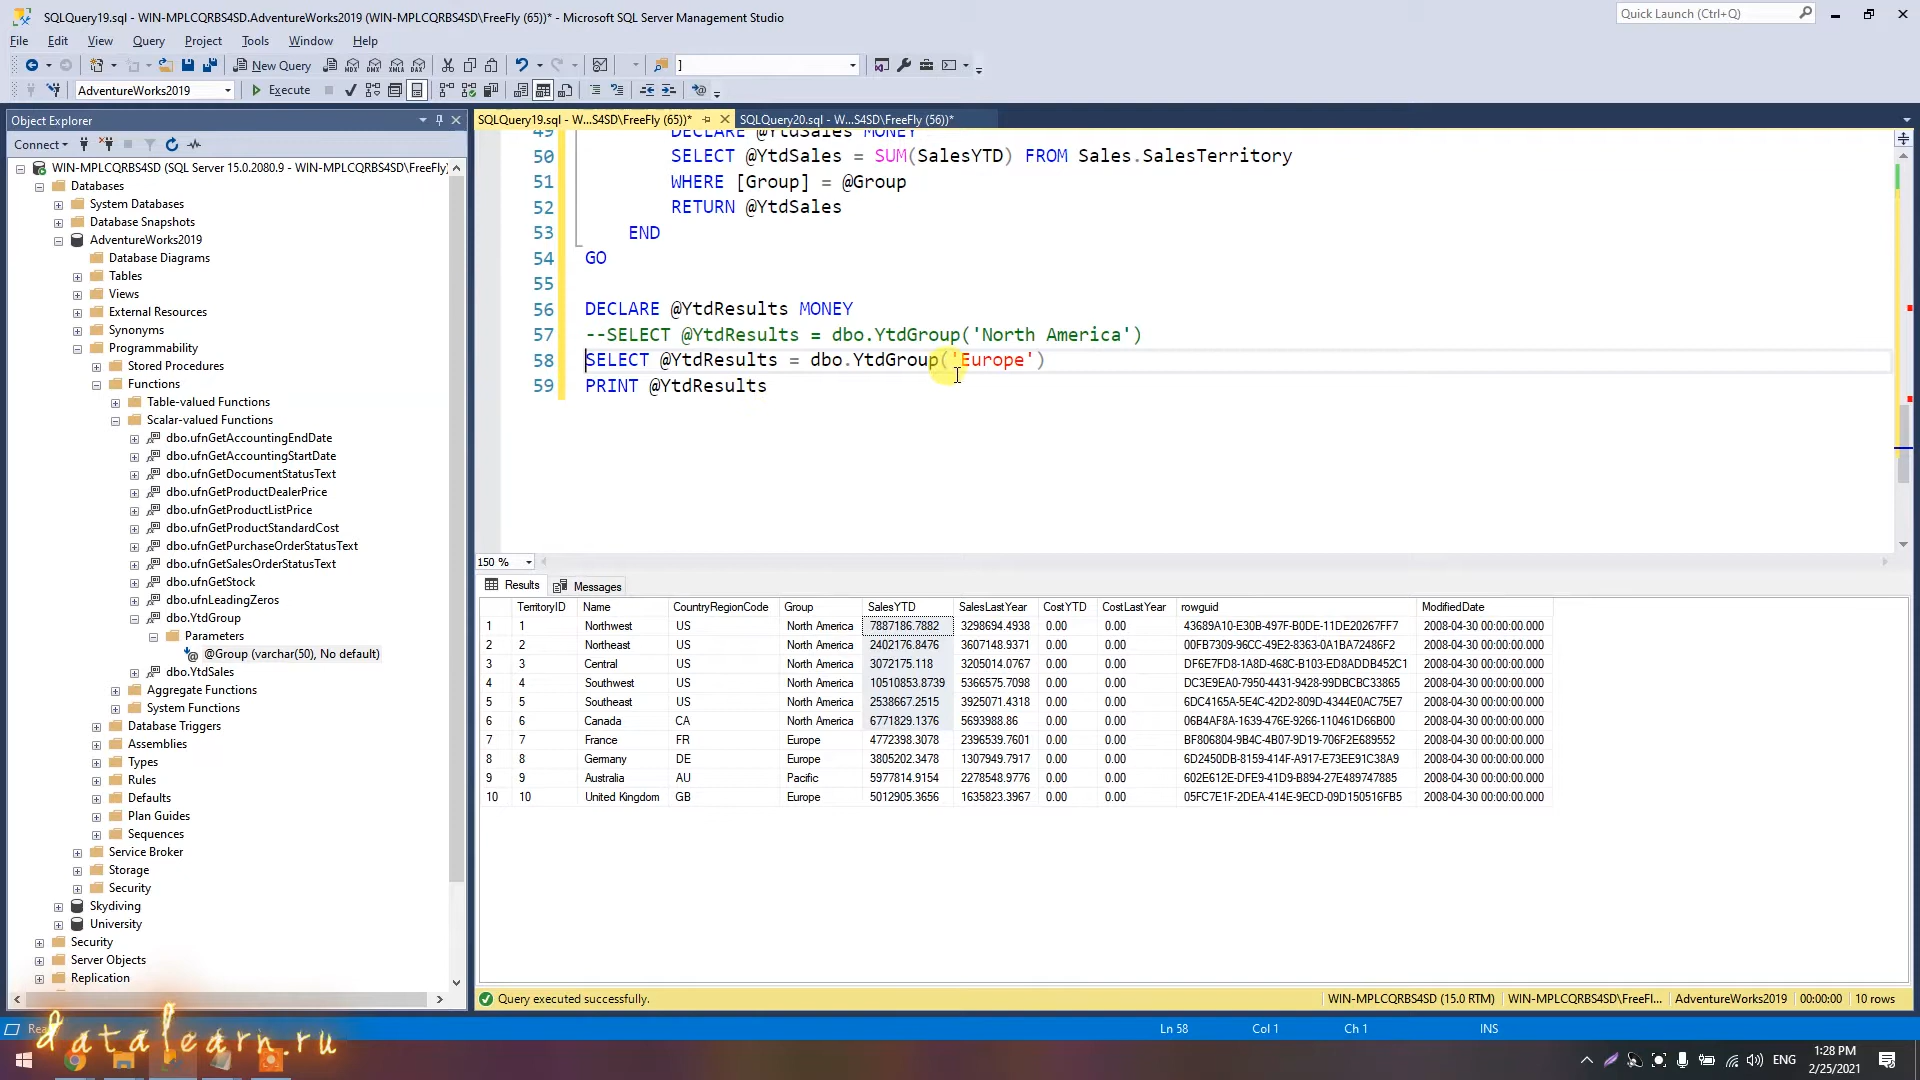 SQLQuery19.sql - WIN-MPLCQRBS4SD.AdventureWorks2019 (WIN-MPLCQRBS4SD\FreeFly (65))* - Microsoft SQL Server Management Studio
Quick Launch (Ctrl+Q)
File Edit View Query Project Tools Window Help
New Query ]
AdventureWorks2019 Execute
Object Explorer
SQLQuery19.sql - W...S4SD\FreeFly (65))* SQLQuery20.sql - W...S4SD\FreeFly (56))*
Connect
WIN-MPLCQRBS4SD (SQL Server 15.0.2080.9 - WIN-MPLCQRBS4SD\FreeFly)
Databases
System Databases
Database Snapshots
AdventureWorks2019
Database Diagrams
Tables
Views
External Resources
Synonyms
Programmability
Stored Procedures
Functions
Table-valued Functions
Scalar-valued Functions
dbo.ufnGetAccountingEndDate
dbo.ufnGetAccountingStartDate
dbo.ufnGetDocumentStatusText
dbo.ufnGetProductDealerPrice
dbo.ufnGetProductListPrice
dbo.ufnGetProductStandardCost
dbo.ufnGetPurchaseOrderStatusText
dbo.ufnGetSalesOrderStatusText
dbo.ufnGetStock
dbo.ufnLeadingZeros
dbo.YtdGroup
Parameters
@Group (varchar(50), No default)
dbo.YtdSales
Aggregate Functions
System Functions
Database Triggers
Assemblies
Types
Rules
Defaults
Plan Guides
Sequences
Service Broker
Storage
Security
Skydiving
University
Security
Server Objects
Replication
49 DECLARE @YtdSales MONEY
50 SELECT @YtdSales = SUM(SalesYTD) FROM Sales.SalesTerritory
51 WHERE [Group] = @Group
52 RETURN @YtdSales
53 END
54 GO
55
56 DECLARE @YtdResults MONEY
57 --SELECT @YtdResults = dbo.YtdGroup('North America')
58 SELECT @YtdResults = dbo.YtdGroup('Europe')
59 PRINT @YtdResults
150 %
Results Messages
TerritoryID Name CountryRegionCode Group SalesYTD SalesLastYear CostYTD CostLastYear rowguid ModifiedDate
1 1 Northwest US North America 7887186.7882 3298694.4938 0.00 0.00 43689A10-E30B-497F-B0DE-11DE20267FF7 2008-04-30 00:00:00.000
2 2 Northeast US North America 2402176.8476 3607148.9371 0.00 0.00 00FB7309-96CC-49E2-8363-0A1BA72486F2 2008-04-30 00:00:00.000
3 3 Central US North America 3072175.118 3205014.0767 0.00 0.00 DF6E7FD8-1A8D-468C-B103-ED8ADDB452C1 2008-04-30 00:00:00.000
4 4 Southwest US North America 10510853.8739 5366575.7098 0.00 0.00 DC3E9EA0-7950-4431-9428-99DBCBC33865 2008-04-30 00:00:00.000
5 5 Southeast US North America 2538667.2515 3925071.4318 0.00 0.00 6DC4165A-5E4C-42D2-809D-4344E0AC75E7 2008-04-30 00:00:00.000
6 6 Canada CA North America 6771829.1376 5693988.86 0.00 0.00 06B4AF8A-1639-476E-9266-110461D66B00 2008-04-30 00:00:00.000
7 7 France FR Europe 4772398.3078 2396539.7601 0.00 0.00 BF806804-9B4C-4B07-9D19-706F2E689552 2008-04-30 00:00:00.000
8 8 Germany DE Europe 3805202.3478 1307949.7917 0.00 0.00 6D2450DB-8159-414F-A917-E73EE91C38A9 2008-04-30 00:00:00.000
9 9 Australia AU Pacific 5977814.9154 2278548.9776 0.00 0.00 602E612E-DFE9-41D9-B894-27E489747885 2008-04-30 00:00:00.000
10 10 United Kingdom GB Europe 5012905.3656 1635823.3967 0.00 0.00 05FC7E1F-2DEA-414E-9ECD-09D150516FB5 2008-04-30 00:00:00.000
Query executed successfully. WIN-MPLCQRBS4SD (15.0 RTM) WIN-MPLCQRBS4SD\FreeFl... AdventureWorks2019 00:00:00 10 rows
Ln 58 Col 1 Ch 1 INS
datalearn.ru
ENG
1:28 PM
2/25/2021